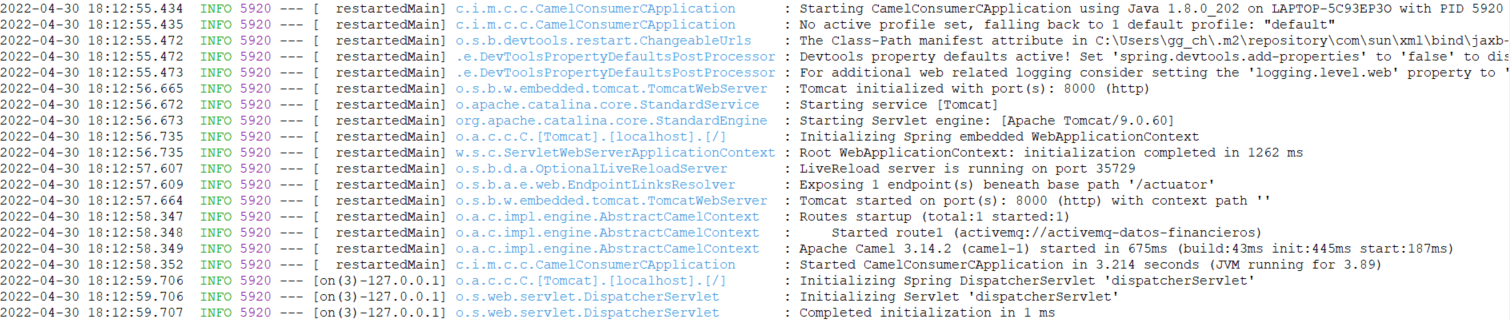 2022-04-30 18:12:55.434 INFO 5920 --- [ restartedMain] c.i.m.c.c.CamelConsumerCApplication : Starting CamelConsumerCApplication using Java 1.8.0_202 on LAPTOP-5C93EP3O with PID 5920
2022-04-30 18:12:55.435 INFO 5920 --- [ restartedMain] c.i.m.c.c.CamelConsumerCApplication : No active profile set, falling back to 1 default profile: "default"
2022-04-30 18:12:55.472 INFO 5920 --- [ restartedMain] o.s.b.devtools.restart.ChangeableUrls : The Class-Path manifest attribute in C:\Users\gg_ch\.m2\repository\com\sun\xml\bind\jaxb-
2022-04-30 18:12:55.472 INFO 5920 --- [ restartedMain] .e.DevToolsPropertyDefaultsPostProcessor : Devtools property defaults active! Set 'spring.devtools.add-properties' to 'false' to dis
2022-04-30 18:12:55.473 INFO 5920 --- [ restartedMain] .e.DevToolsPropertyDefaultsPostProcessor : For additional web related logging consider setting the 'logging.level.web' property to '
2022-04-30 18:12:56.665 INFO 5920 --- [ restartedMain] o.s.b.w.embedded.tomcat.TomcatWebServer : Tomcat initialized with port(s): 8000 (http)
2022-04-30 18:12:56.672 INFO 5920 --- [ restartedMain] o.apache.catalina.core.StandardService : Starting service [Tomcat]
2022-04-30 18:12:56.673 INFO 5920 --- [ restartedMain] org.apache.catalina.core.StandardEngine : Starting Servlet engine: [Apache Tomcat/9.0.60]
2022-04-30 18:12:56.735 INFO 5920 --- [ restartedMain] o.a.c.c.C.[Tomcat].[localhost].[/] : Initializing Spring embedded WebApplicationContext
2022-04-30 18:12:56.735 INFO 5920 --- [ restartedMain] w.s.c.ServletWebServerApplicationContext : Root WebApplicationContext: initialization completed in 1262 ms
2022-04-30 18:12:57.607 INFO 5920 --- [ restartedMain] o.s.b.d.a.OptionalLiveReloadServer : LiveReload server is running on port 35729
2022-04-30 18:12:57.609 INFO 5920 --- [ restartedMain] o.s.b.a.e.web.EndpointLinksResolver : Exposing 1 endpoint(s) beneath base path '/actuator'
2022-04-30 18:12:57.664 INFO 5920 --- [ restartedMain] o.s.b.w.embedded.tomcat.TomcatWebServer : Tomcat started on port(s): 8000 (http) with context path ''
2022-04-30 18:12:58.347 INFO 5920 --- [ restartedMain] o.a.c.impl.engine.AbstractCamelContext : Routes startup (total:1 started:1)
2022-04-30 18:12:58.348 INFO 5920 --- [ restartedMain] o.a.c.impl.engine.AbstractCamelContext : Started route1 (activemq://activemq-datos-financieros)
2022-04-30 18:12:58.349 INFO 5920 --- [ restartedMain] o.a.c.impl.engine.AbstractCamelContext : Apache Camel 3.14.2 (camel-1) started in 675ms (build:43ms init:445ms start:187ms)
2022-04-30 18:12:58.352 INFO 5920 --- [ restartedMain] c.i.m.c.c.CamelConsumerCApplication : Started CamelConsumerCApplication in 3.214 seconds (JVM running for 3.89)
2022-04-30 18:12:59.706 INFO 5920 --- [on(3)-127.0.0.1] o.a.c.c.C.[Tomcat].[localhost].[/] : Initializing Spring DispatcherServlet 'dispatcherServlet'
2022-04-30 18:12:59.706 INFO 5920 --- [on(3)-127.0.0.1] o.s.web.servlet.DispatcherServlet : Initializing Servlet 'dispatcherServlet'
2022-04-30 18:12:59.707 INFO 5920 --- [on(3)-127.0.0.1] o.s.web.servlet.DispatcherServlet : Completed initialization in 1 ms